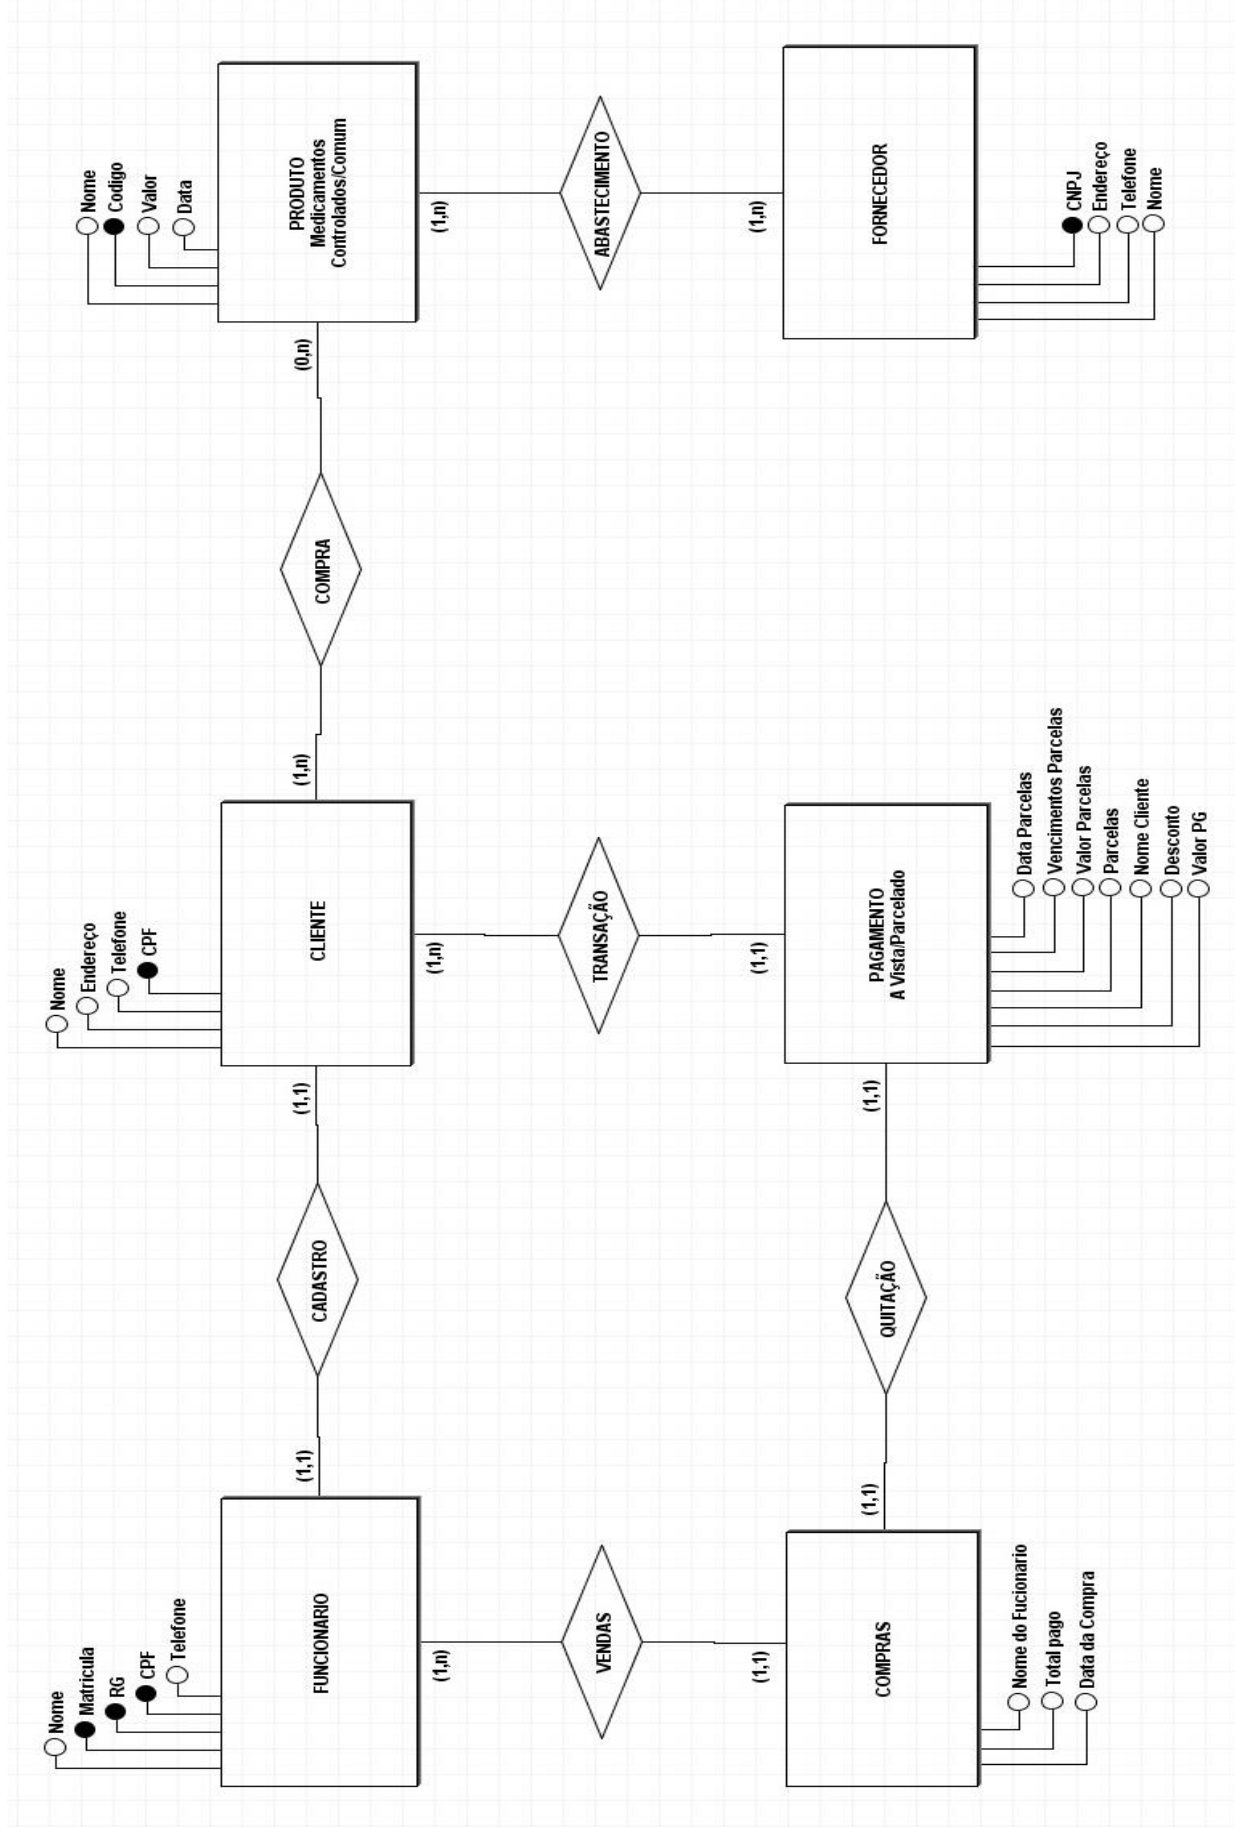 Nome
Matricula
RG
CPF
Telefone
FUNCIONARIO
(1,1)
CADASTRO
(1,1)
Nome
Endereço
Telefone
CPF
CLIENTE
(1,n)
COMPRA
(0,n)
Nome
Codigo
Valor
Data
PRODUTO
Medicamentos
Controlados/Comum
(1,n)
VENDAS
(1,1)
(1,n)
TRANSAÇÃO
(1,1)
(1,n)
ABASTECIMENTO
(1,n)
COMPRAS
(1,1)
QUITAÇÃO
(1,1)
PAGAMENTO
A Vista/Parcelado
FORNECEDOR
Nome do Fucionario
Total pago
Data da Compra
Data Parcelas
Vencimentos Parcelas
Valor Parcelas
Parcelas
Nome Cliente
Desconto
Valor PG
CNPJ
Endereço
Telefone
Nome